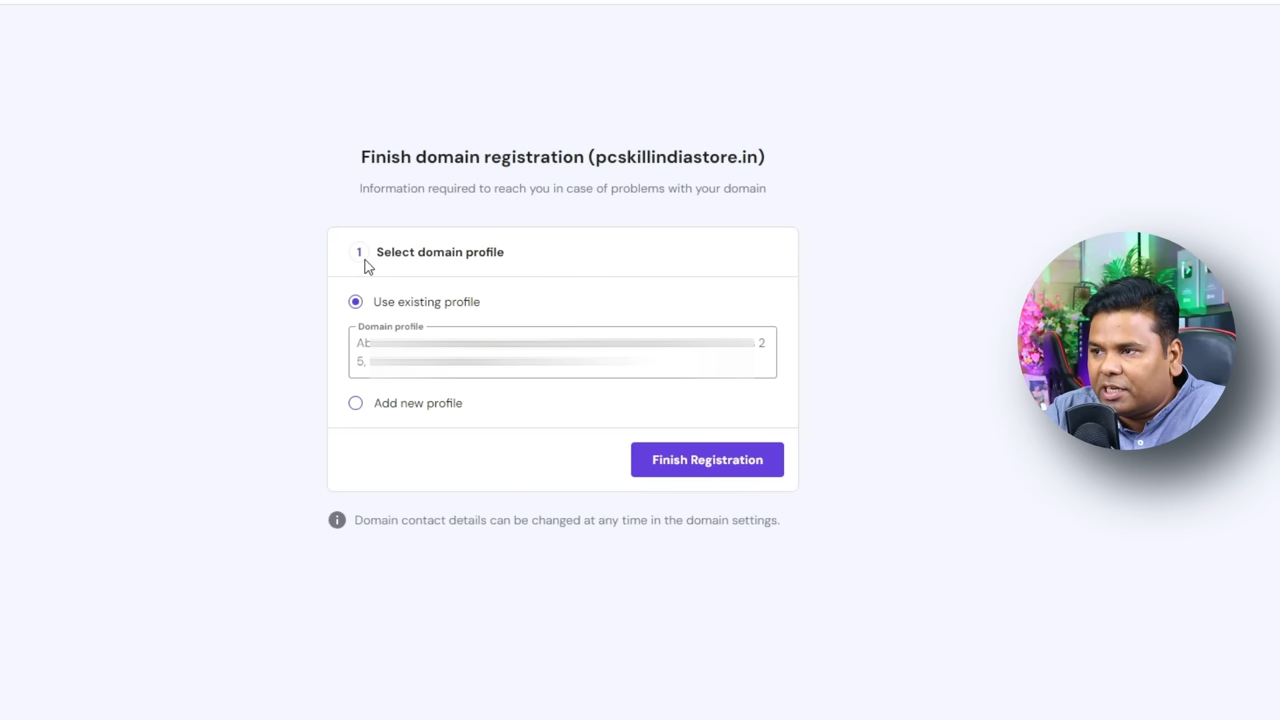 Finish domain registration (pcskillindiastore.in)
Information required to reach you in case of problems with your domain
1 Select domain profile
Use existing profile
Domain profile
2
5,
Add new profile
Finish Registration
Domain contact details can be changed at any time in the domain settings.